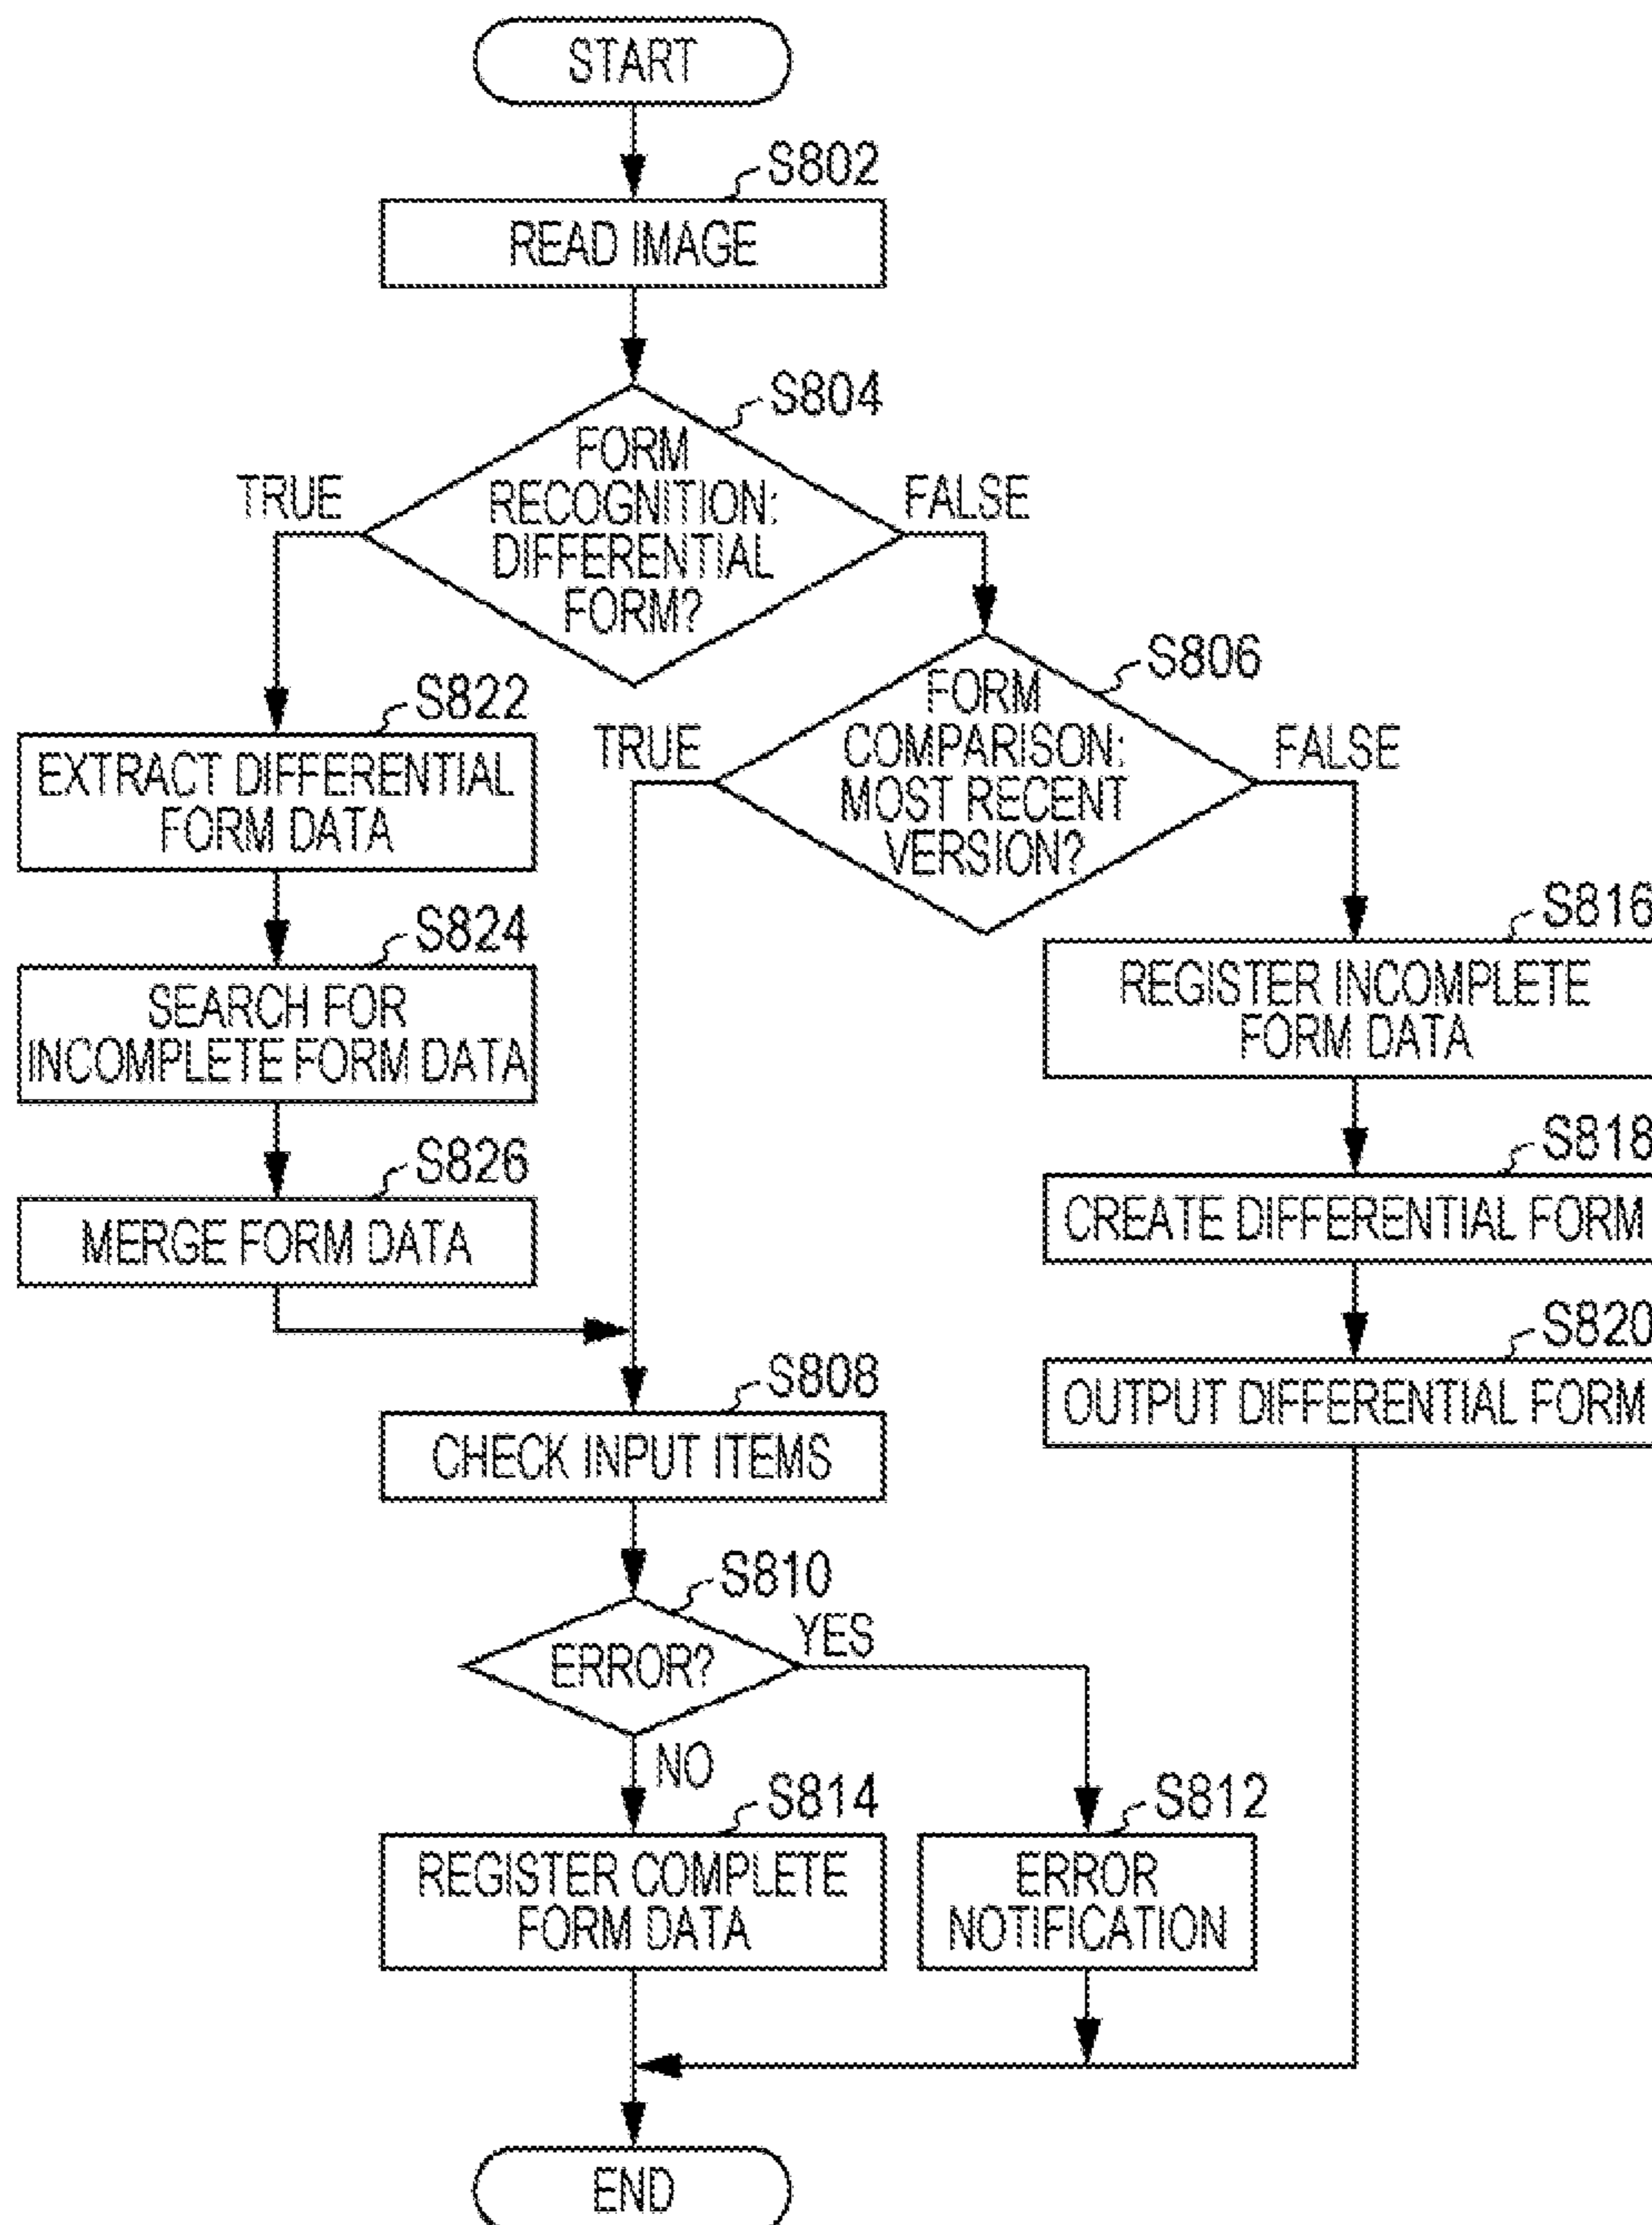 START
S802
READ IMAGE
S804
FORM
RECOGNITION:
DIFFERENTIAL
FORM?
TRUE
FALSE
S806
FORM
COMPARISON:
MOST RECENT
VERSION?
TRUE
FALSE
S822
EXTRACT DIFFERENTIAL
FORM DATA
S824
SEARCH FOR
INCOMPLETE FORM DATA
S826
MERGE FORM DATA
S816
REGISTER INCOMPLETE
FORM DATA
S818
CREATE DIFFERENTIAL FORM
S820
OUTPUT DIFFERENTIAL FORM
S808
CHECK INPUT ITEMS
S810
ERROR?
YES
NO
S814
REGISTER COMPLETE
FORM DATA
S812
ERROR
NOTIFICATION
END